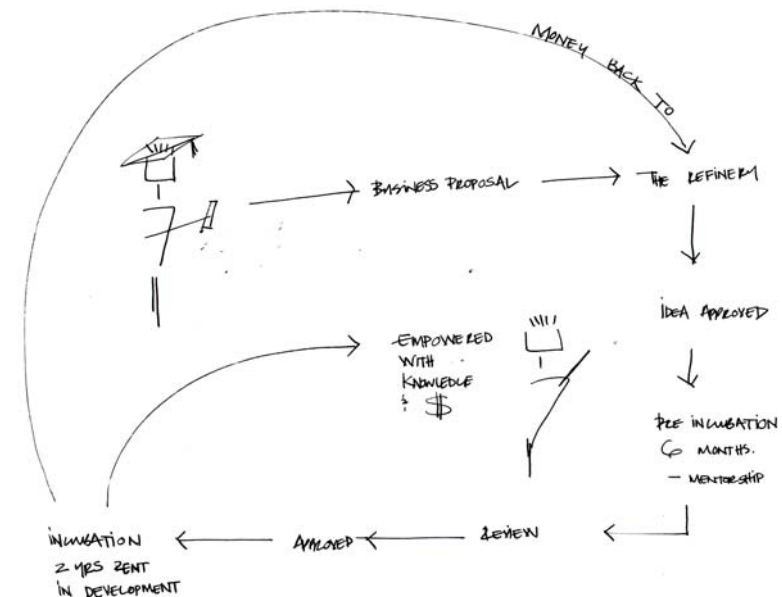 MONEY BACK TO
BUSINESS PROPOSAL
THE REFINERY
IDEA APPROVED
EMPOWERED
WITH
KNOWLEDGE
& $
PRE INCUBATION
6 MONTHS.
- MENTORSHIP
REVIEW
APPROVED
INCUBATION
2 YRS RENT
IN DEVELOPMENT